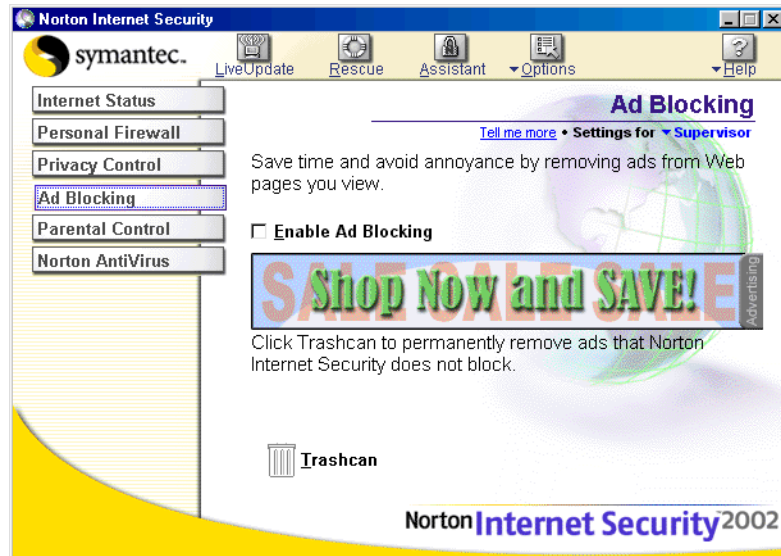 Norton Internet Security
symantec.
LiveUpdate
Rescue
Assistant
Options
Help
Internet Status
Personal Firewall
Privacy Control
Ad Blocking
Parental Control
Norton AntiVirus
Ad Blocking
Tell me more • Settings for Supervisor
Save time and avoid annoyance by removing ads from Web
pages you view.
Enable Ad Blocking
SALE SALE SALE
Shop Now and SAVE!
Advertising
Click Trashcan to permanently remove ads that Norton
Internet Security does not block.
Trashcan
Norton Internet Security 2002